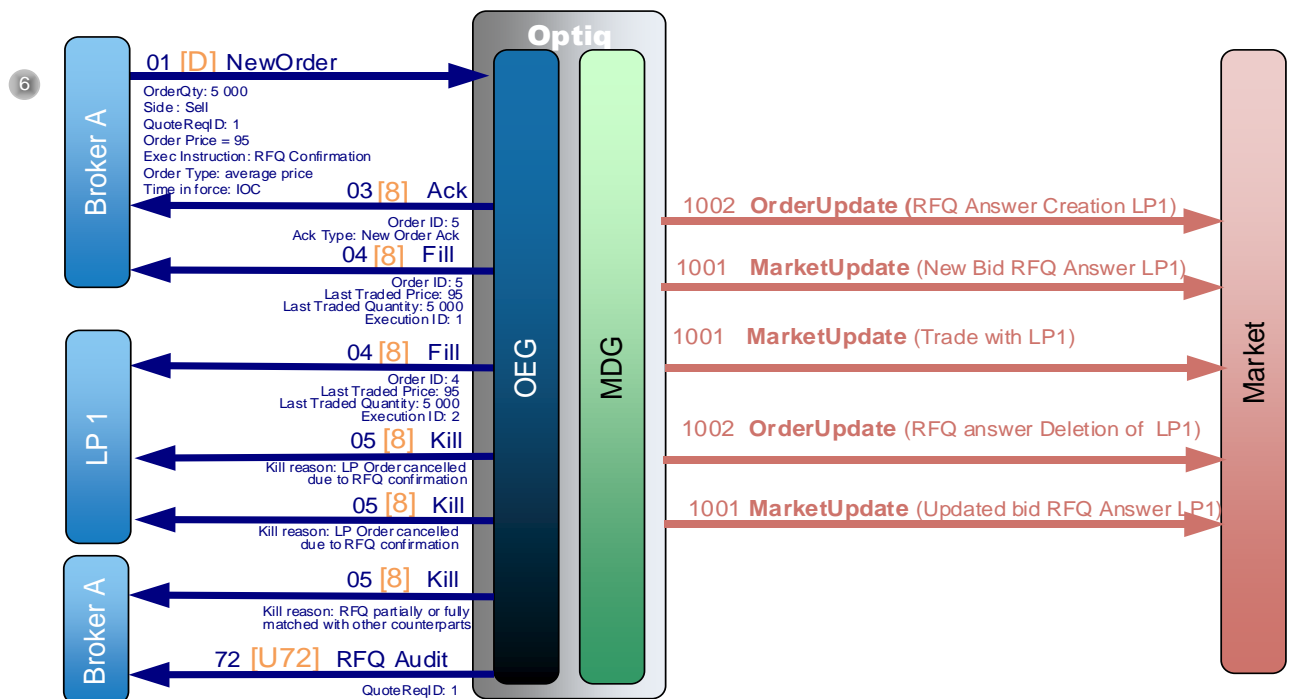 Optiq
6
01 [D] NewOrder
OrderQty: 5 000
Side : Sell
QuoteReqID: 1
Order Price = 95
Exec Instruction: RFQ Confirmation
Order Type: average price
Time in force: IOC
Broker A
03 [8] Ack
Order ID: 5
Ack Type: New Order Ack
04 [8] Fill
Order ID: 5
Last Traded Price: 95
Last Traded Quantity: 5 000
Execution ID: 1
LP 1
04 [8] Fill
Order ID: 4
Last Traded Price: 95
Last Traded Quantity: 5 000
Execution ID: 2
05 [8] Kill
Kill reason: LP Order cancelled
due to RFQ confirmation
05 [8] Kill
Kill reason: LP Order cancelled
due to RFQ confirmation
Broker A
05 [8] Kill
Kill reason: RFQ partially or fully
matched with other counterparts
72 [U72] RFQ Audit
QuoteReqID: 1
OEG
MDG
1002 OrderUpdate (RFQ Answer Creation LP1)
1001 MarketUpdate (New Bid RFQ Answer LP1)
1001 MarketUpdate (Trade with LP1)
1002 OrderUpdate (RFQ answer Deletion of LP1)
1001 MarketUpdate (Updated bid RFQ Answer LP1)
Market